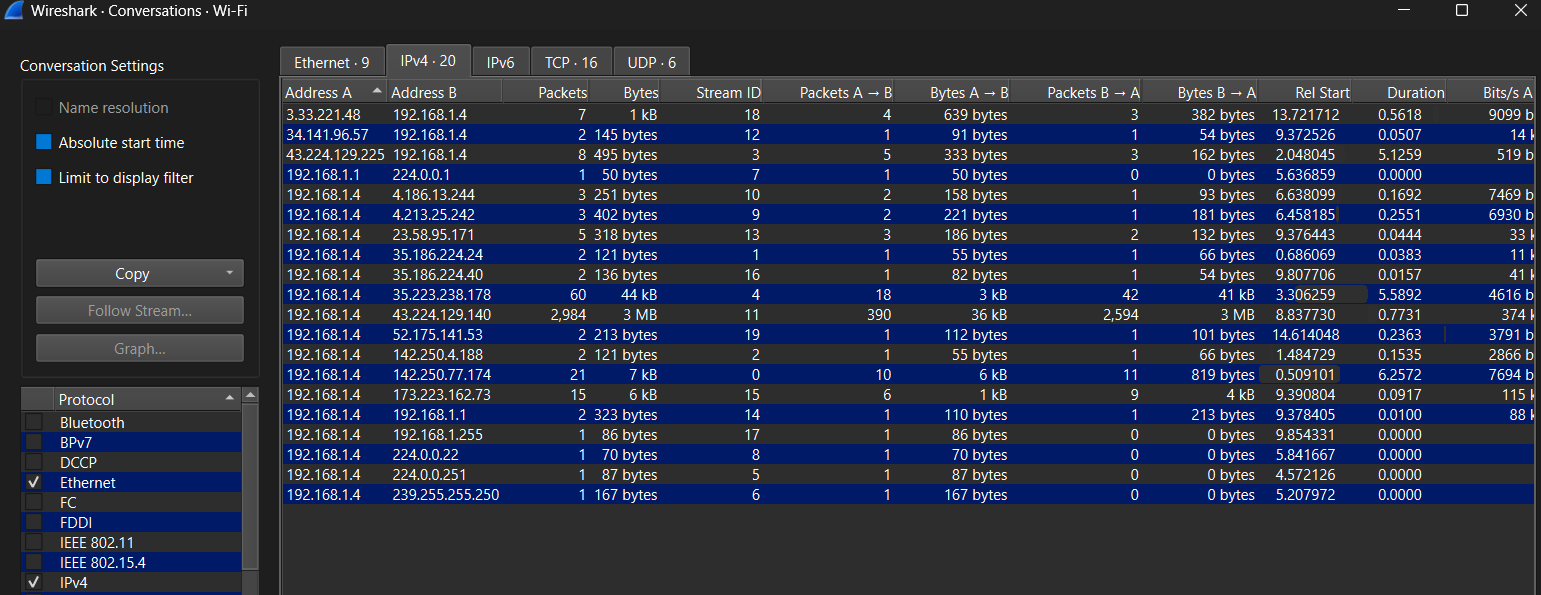 Wireshark · Conversations · Wi-Fi
Conversation Settings
Name resolution
Absolute start time
Limit to display filter
Copy
Follow Stream...
Graph...
Protocol
Bluetooth
BPv7
DCCP
Ethernet
FC
FDDI
IEEE 802.11
IEEE 802.15.4
IPv4
Ethernet · 9 IPv4 · 20 IPv6 TCP · 16 UDP · 6
Address A Address B Packets Bytes Stream ID Packets A → B Bytes A → B Packets B → A Bytes B → A Rel Start Duration Bits/s A
3.33.221.48 192.168.1.4 7 1 kB 18 4 639 bytes 3 382 bytes 13.721712 0.5618 9099 b
34.141.96.57 192.168.1.4 2 145 bytes 12 1 91 bytes 1 54 bytes 9.372526 0.0507 14 k
43.224.129.225 192.168.1.4 8 495 bytes 3 5 333 bytes 3 162 bytes 2.048045 5.1259 519 b
192.168.1.1 224.0.0.1 1 50 bytes 7 1 50 bytes 0 0 bytes 5.636859 0.0000
192.168.1.4 4.186.13.244 3 251 bytes 10 2 158 bytes 1 93 bytes 6.638099 0.1692 7469 b
192.168.1.4 4.213.25.242 3 402 bytes 9 2 221 bytes 1 181 bytes 6.458185 0.2551 6930 b
192.168.1.4 23.58.95.171 5 318 bytes 13 3 186 bytes 2 132 bytes 9.376443 0.0444 33 k
192.168.1.4 35.186.224.24 2 121 bytes 1 1 55 bytes 1 66 bytes 0.686069 0.0383 11 k
192.168.1.4 35.186.224.40 2 136 bytes 16 1 82 bytes 1 54 bytes 9.807706 0.0157 41 k
192.168.1.4 35.223.238.178 60 44 kB 4 18 3 kB 42 41 kB 3.306259 5.5892 4616 b
192.168.1.4 43.224.129.140 2,984 3 MB 11 390 36 kB 2,594 3 MB 8.837730 0.7731 374 k
192.168.1.4 52.175.141.53 2 213 bytes 19 1 112 bytes 1 101 bytes 14.614048 0.2363 3791 b
192.168.1.4 142.250.4.188 2 121 bytes 2 1 55 bytes 1 66 bytes 1.484729 0.1535 2866 b
192.168.1.4 142.250.77.174 21 7 kB 0 10 6 kB 11 819 bytes 0.509101 6.2572 7694 b
192.168.1.4 173.223.162.73 15 6 kB 15 6 1 kB 9 4 kB 9.390804 0.0917 115 k
192.168.1.4 192.168.1.1 2 323 bytes 14 1 110 bytes 1 213 bytes 9.378405 0.0100 88 k
192.168.1.4 192.168.1.255 1 86 bytes 17 1 86 bytes 0 0 bytes 9.854331 0.0000
192.168.1.4 224.0.0.22 1 70 bytes 8 1 70 bytes 0 0 bytes 5.841667 0.0000
192.168.1.4 224.0.0.251 1 87 bytes 5 1 87 bytes 0 0 bytes 4.572126 0.0000
192.168.1.4 239.255.255.250 1 167 bytes 6 1 167 bytes 0 0 bytes 5.207972 0.0000